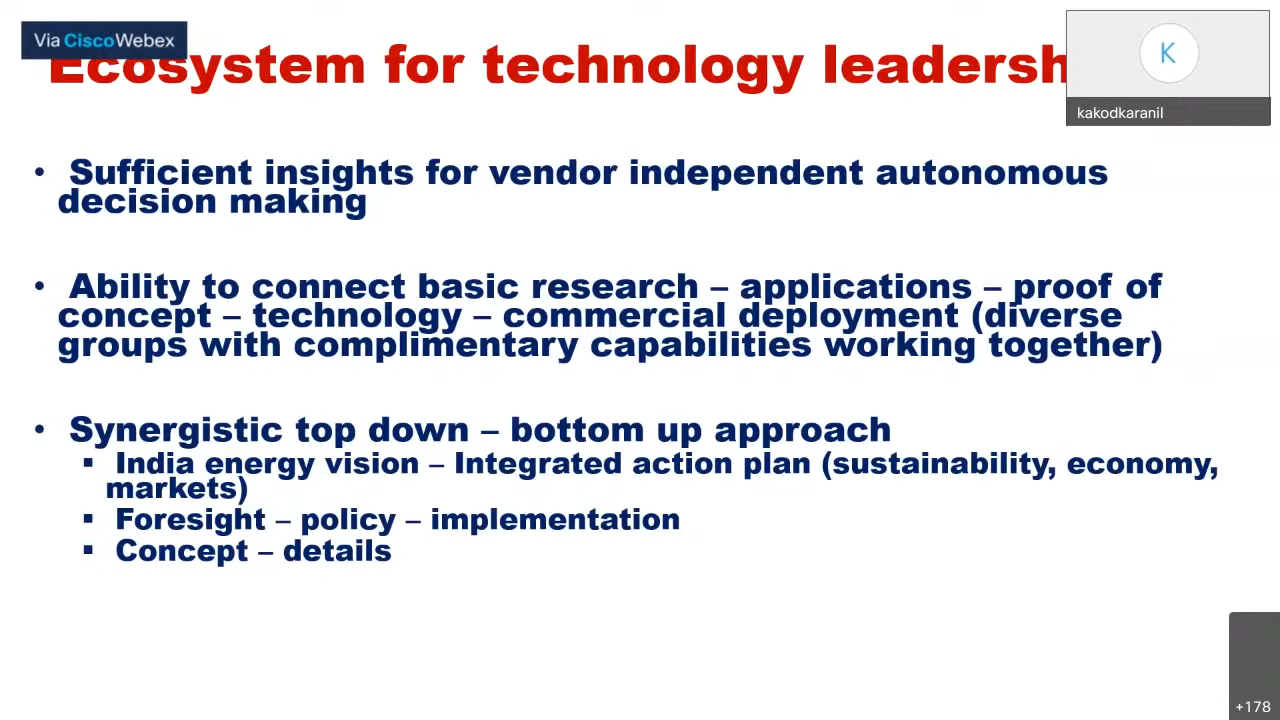 Via CiscoWebex
Ecosystem for technology leadersh
K
kakodkaranil
• Sufficient insights for vendor independent autonomous
decision making
• Ability to connect basic research – applications – proof of
concept – technology – commercial deployment (diverse
groups with complimentary capabilities working together)
• Synergistic top down – bottom up approach
▪ India energy vision – Integrated action plan (sustainability, economy,
markets)
▪ Foresight – policy – implementation
▪ Concept – details
+178